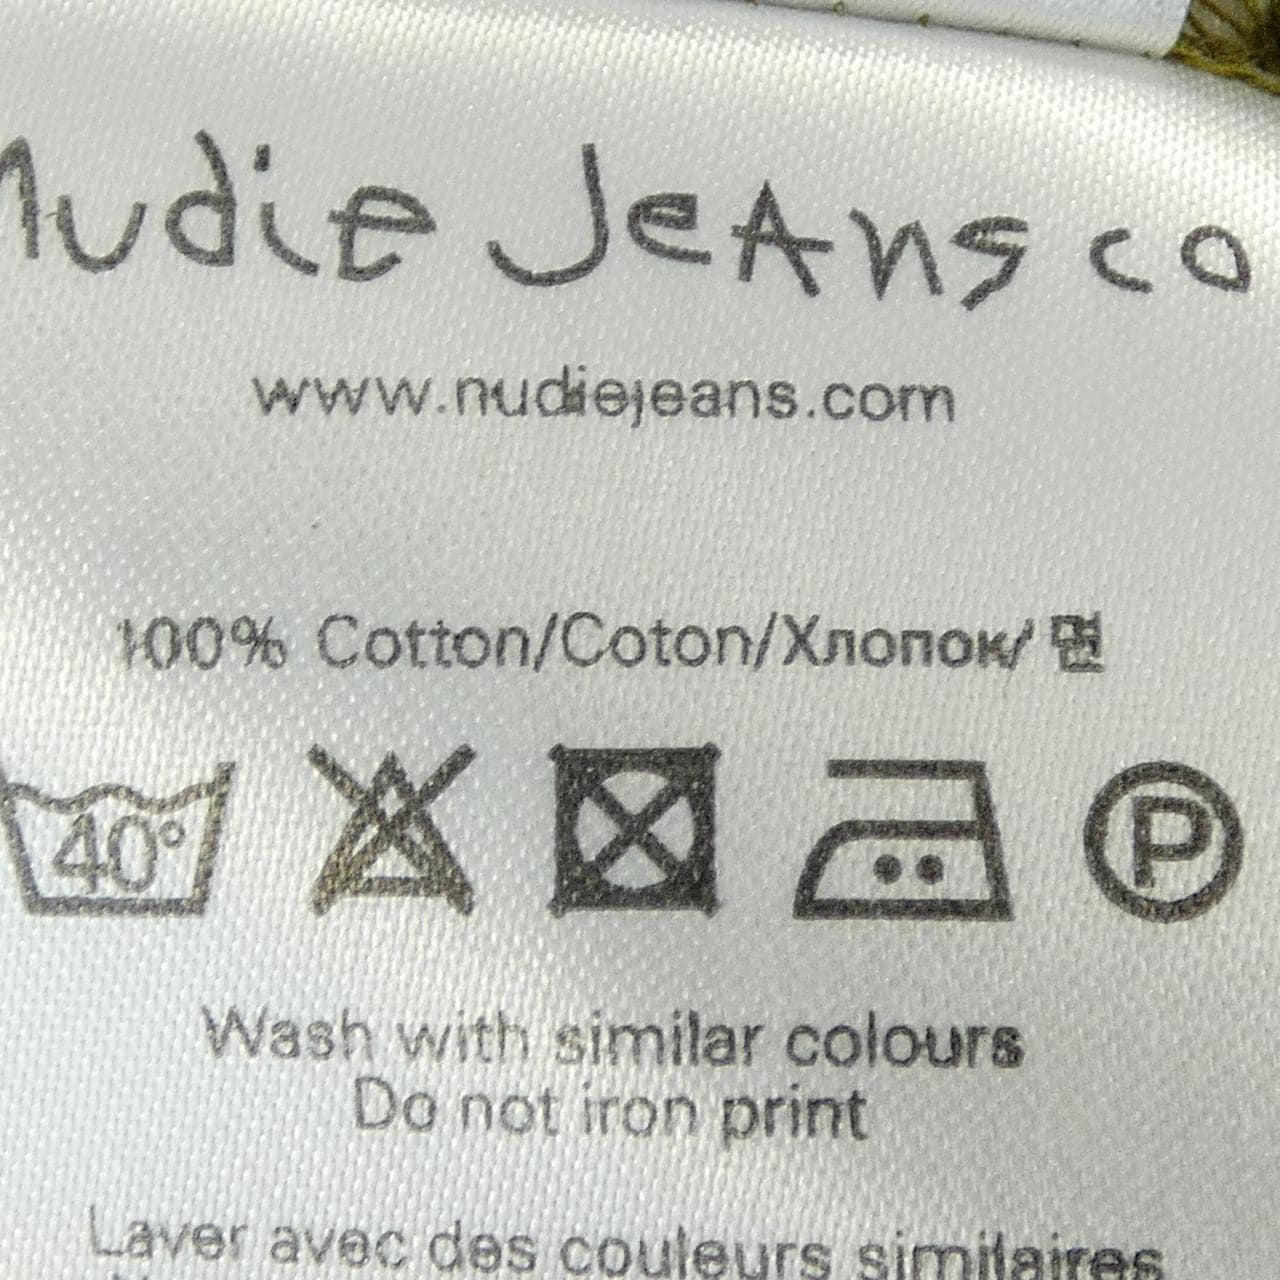 Nudie Jeans co
www.nudiejeans.com
100% Cotton/Coton/Хлопок/ 면
40°
P
Wash with similar colours
Do not iron print
Laver avec des couleurs similaires